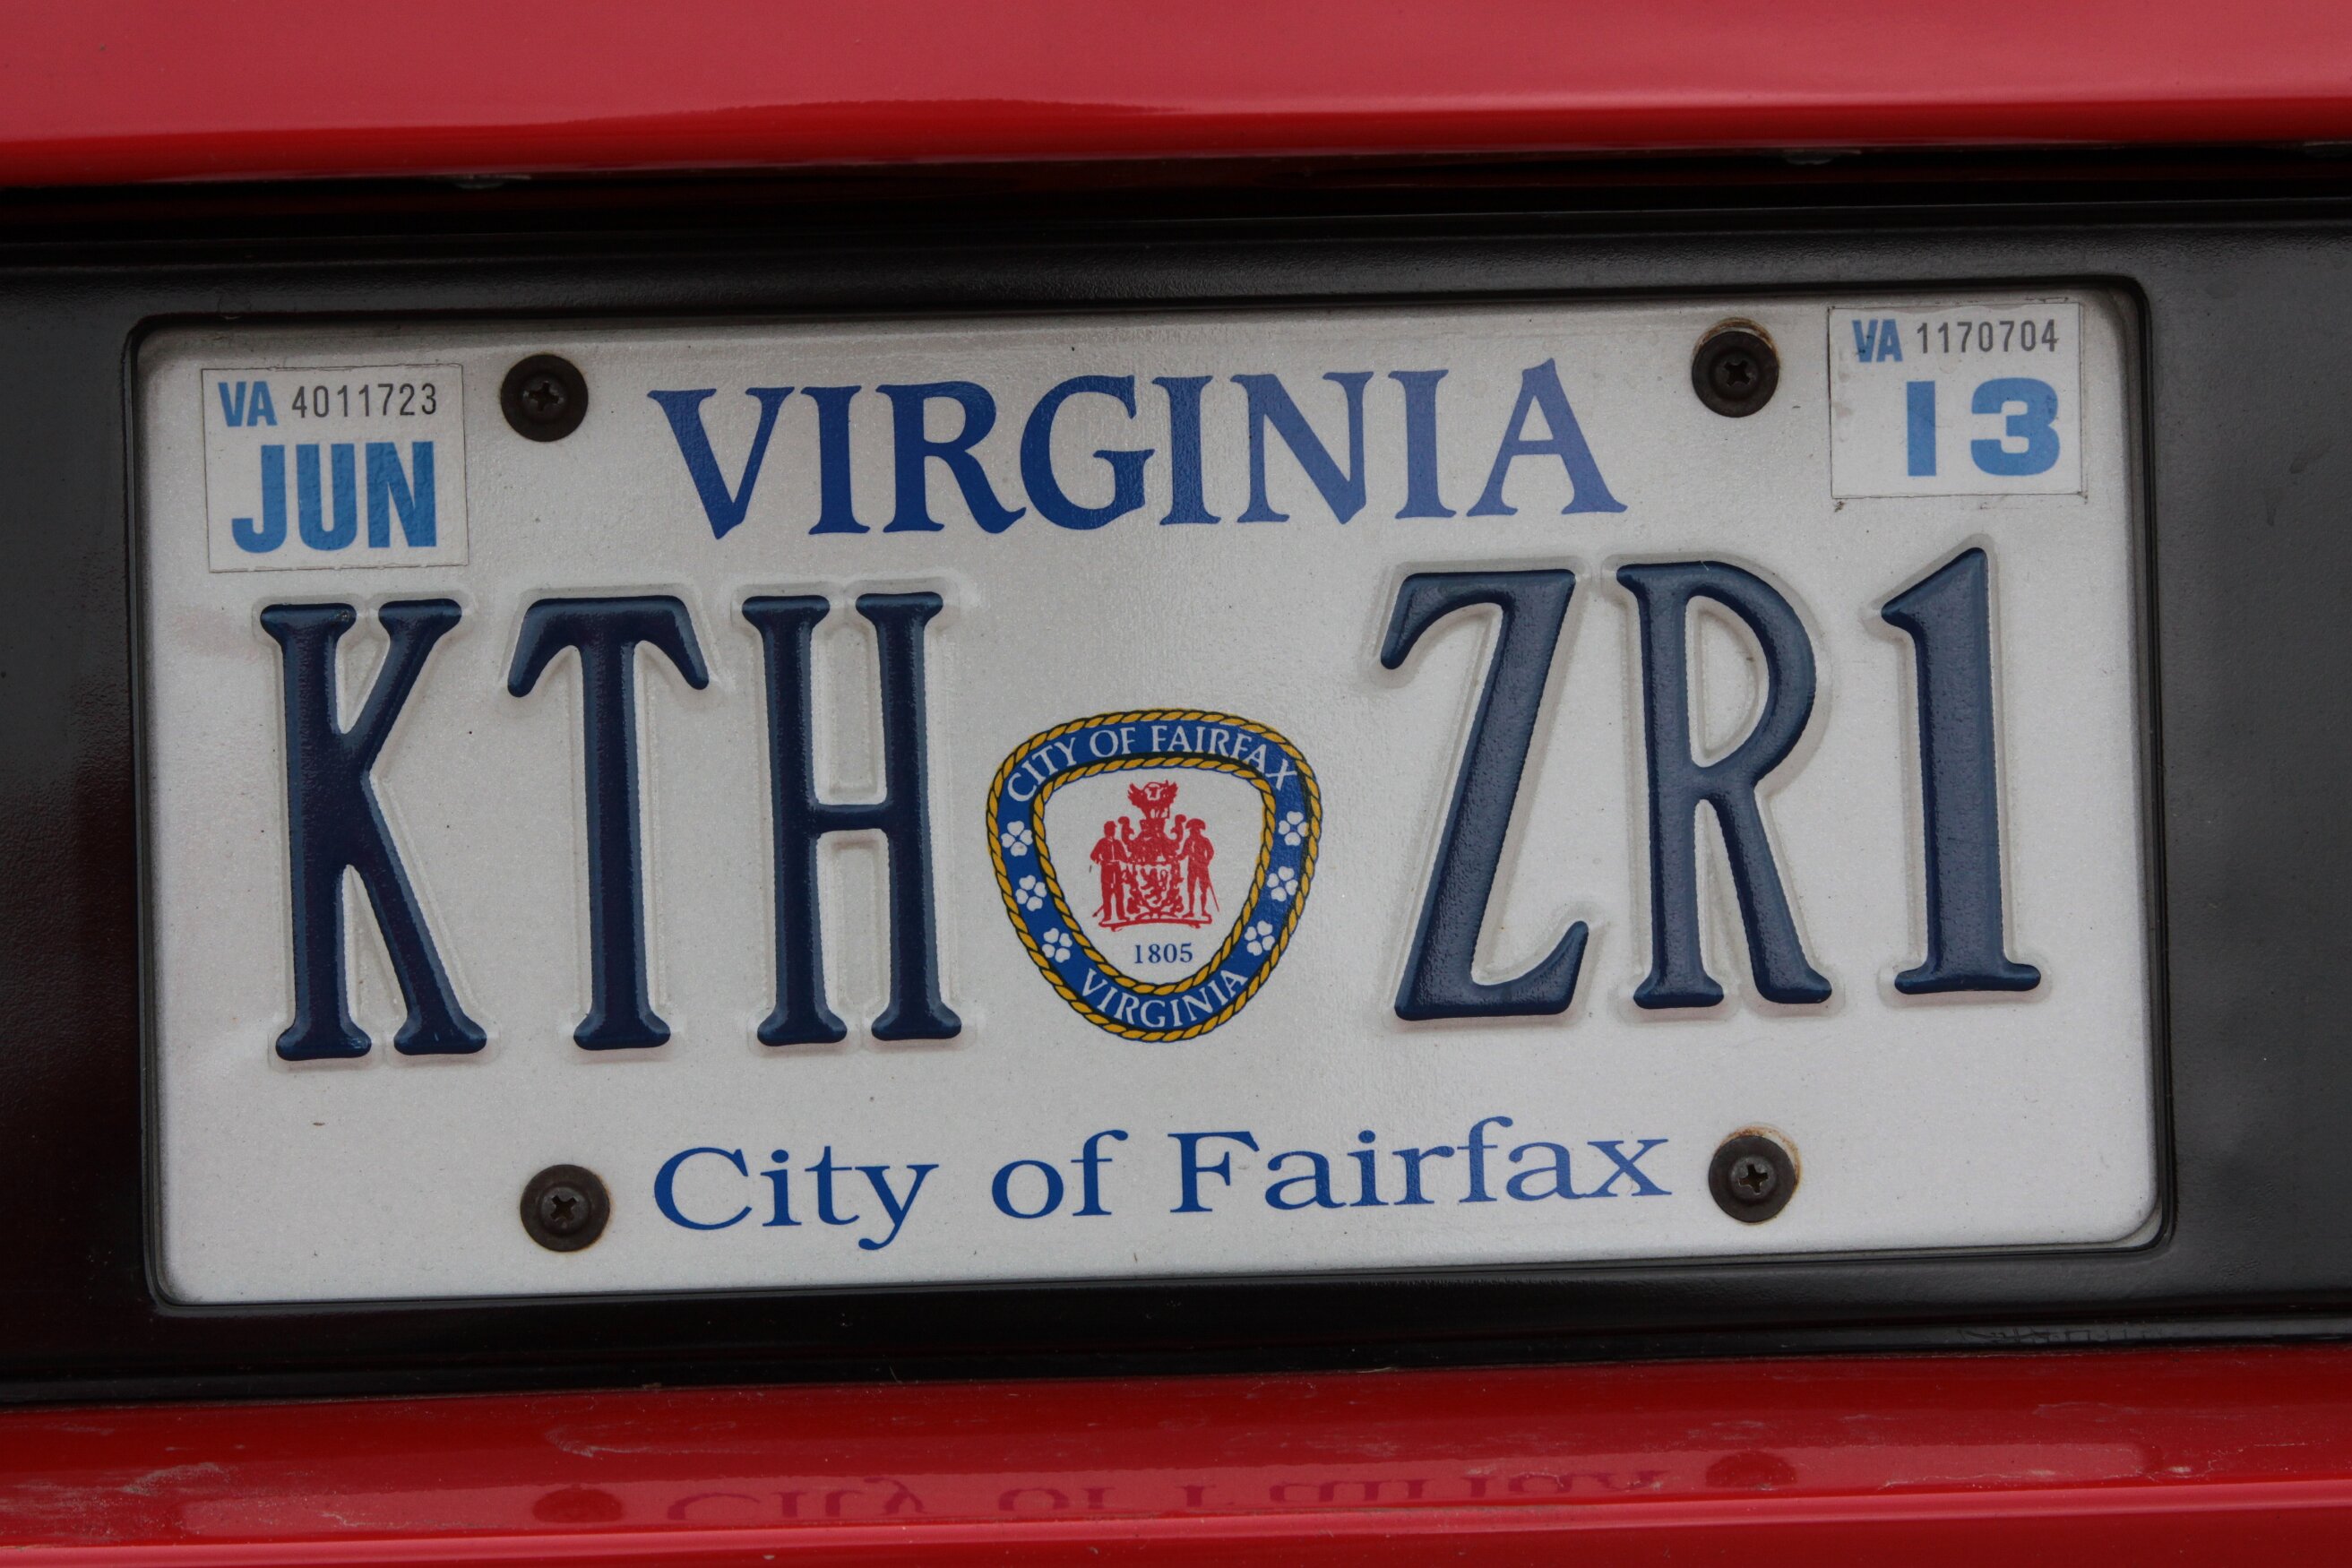 VA 4011723
JUN
VIRGINIA
VA 1170704
13
KTH ZR1
CITY OF FAIRFAX
1805
VIRGINIA
City of Fairfax